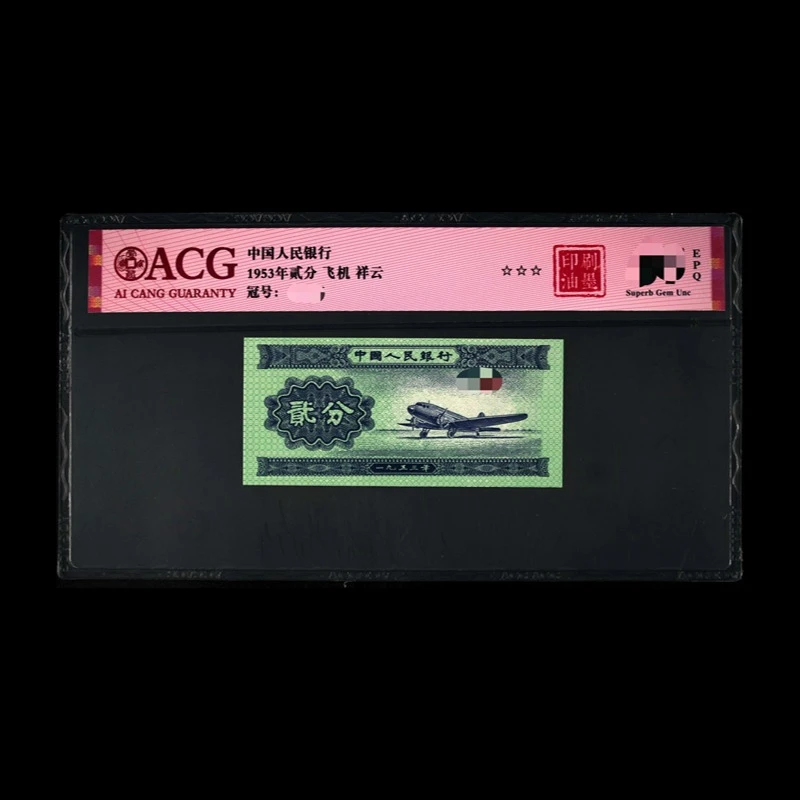 ACG
AI CANG GUARANTY
中国人民银行
1953年贰分 飞机 祥云
冠号:
☆☆☆
印刷
油墨
EPQ
Superb Gem Unc
中國人民銀行
貳分
一九五三年